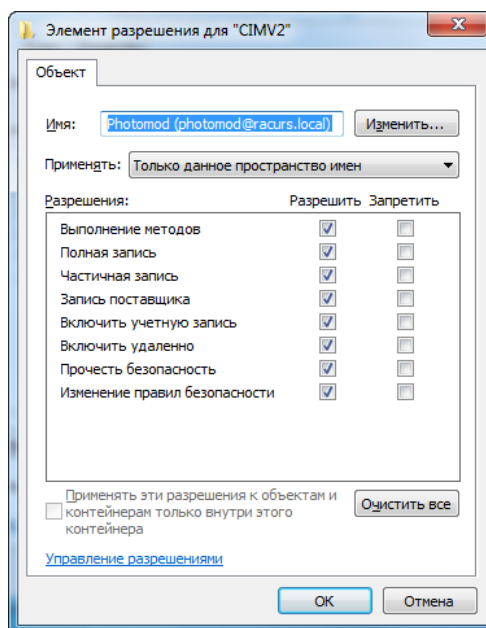 Элемент разрешения для "CIMV2"
Объект
Имя: Photomod (photomod@racurs.local) Изменить...
Применять: Только данное пространство имен
Разрешения: Разрешить Запретить
Выполнение методов
Полная запись
Частичная запись
Запись поставщика
Включить учетную запись
Включить удаленно
Прочесть безопасность
Изменение правил безопасности
Применять эти разрешения к объектам и
контейнерам только внутри этого
контейнера
Очистить все
Управление разрешениями
ОК Отмена